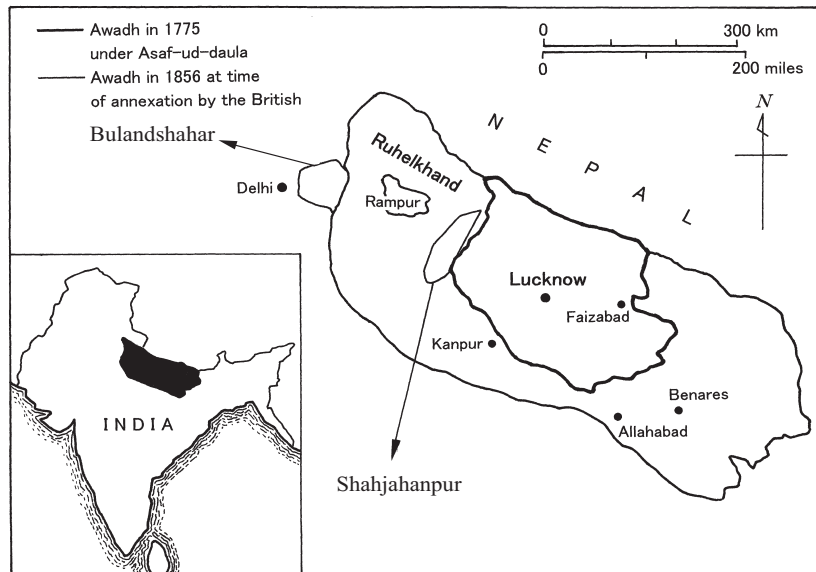 Awadh in 1775
under Asaf-ud-daula
Awadh in 1856 at time
of annexation by the British
0 300 km
0 200 miles
N
NEPAL
Bulandshahar
Delhi
Ruhelkhand
Rampur
Lucknow
Faizabad
Kanpur
Benares
Allahabad
Shahjahanpur
INDIA